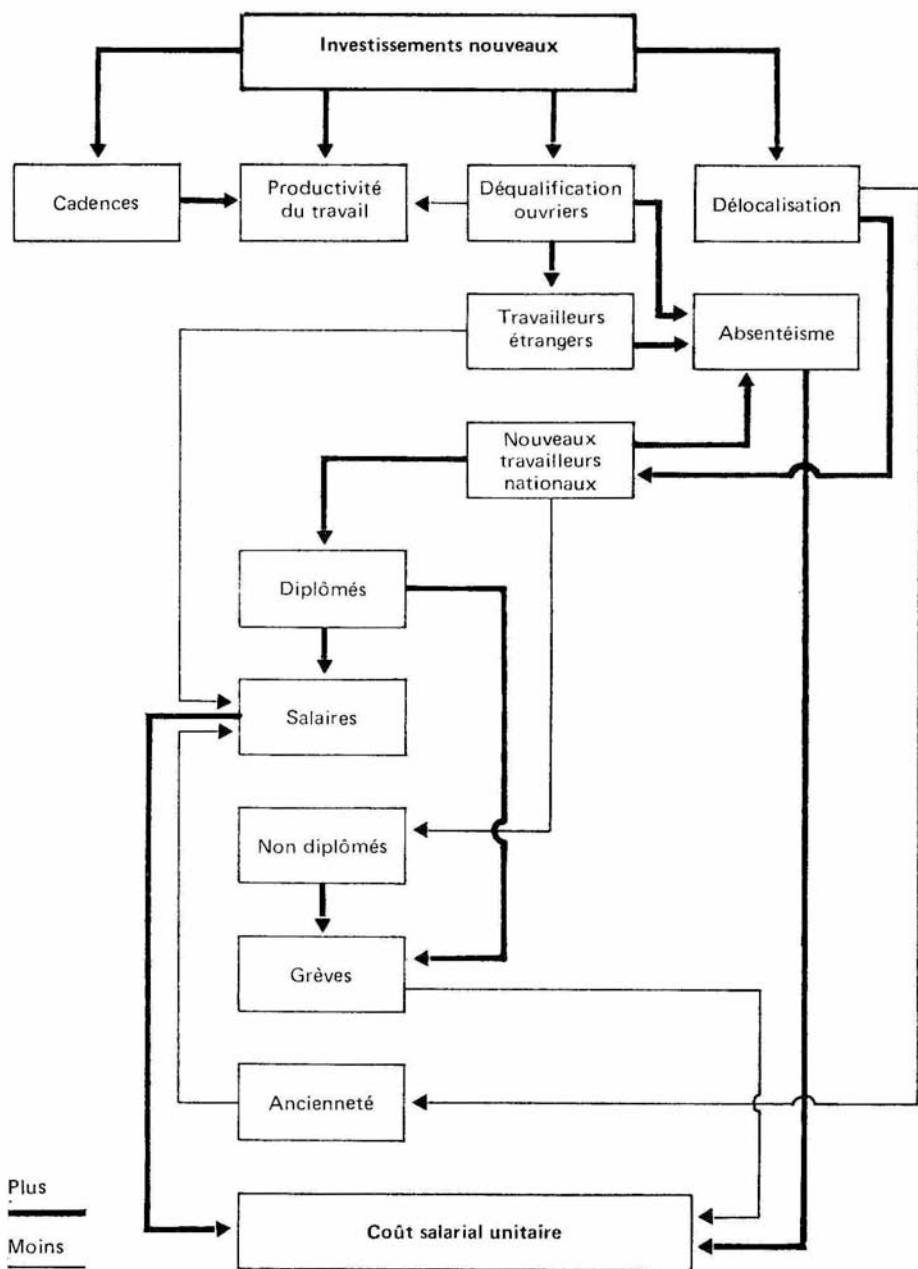 Investissements nouveaux
Cadences
Productivité
du travail
Déqualification
ouvriers
Délocalisation
Travailleurs
étrangers
Absentéisme
Nouveaux
travailleurs
nationaux
Diplômés
Salaires
Non diplômés
Grèves
Ancienneté
Plus
Moins
Coût salarial unitaire